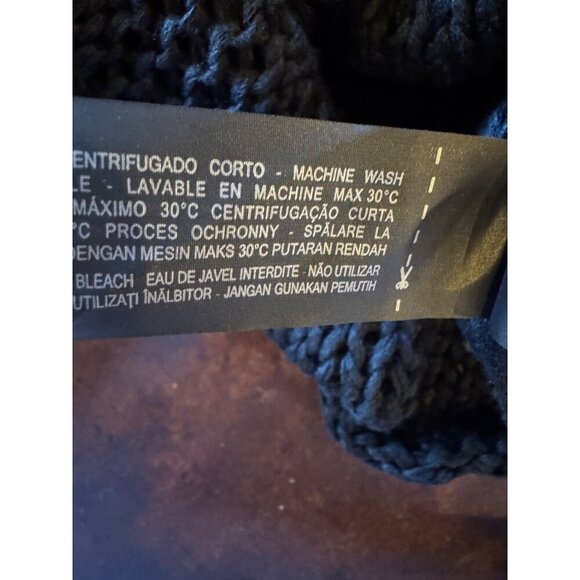 ENTRIFUGADO CORTO - MACHINE WASH
LE - LAVABLE EN MACHINE MAX 30°C
MÁXIMO 30°C CENTRIFUGAÇÃO CURTA
°C PROCES OCHRONNY - SPĂLARE LA
DENGAN MESIN MAKS 30°C PUTARAN RENDAH
BLEACH EAU DE JAVEL INTERDITE - NÃO UTILIZAR
UTILIZAȚI ÎNĂLBITOR - JANGAN GUNAKAN PEMUTIH